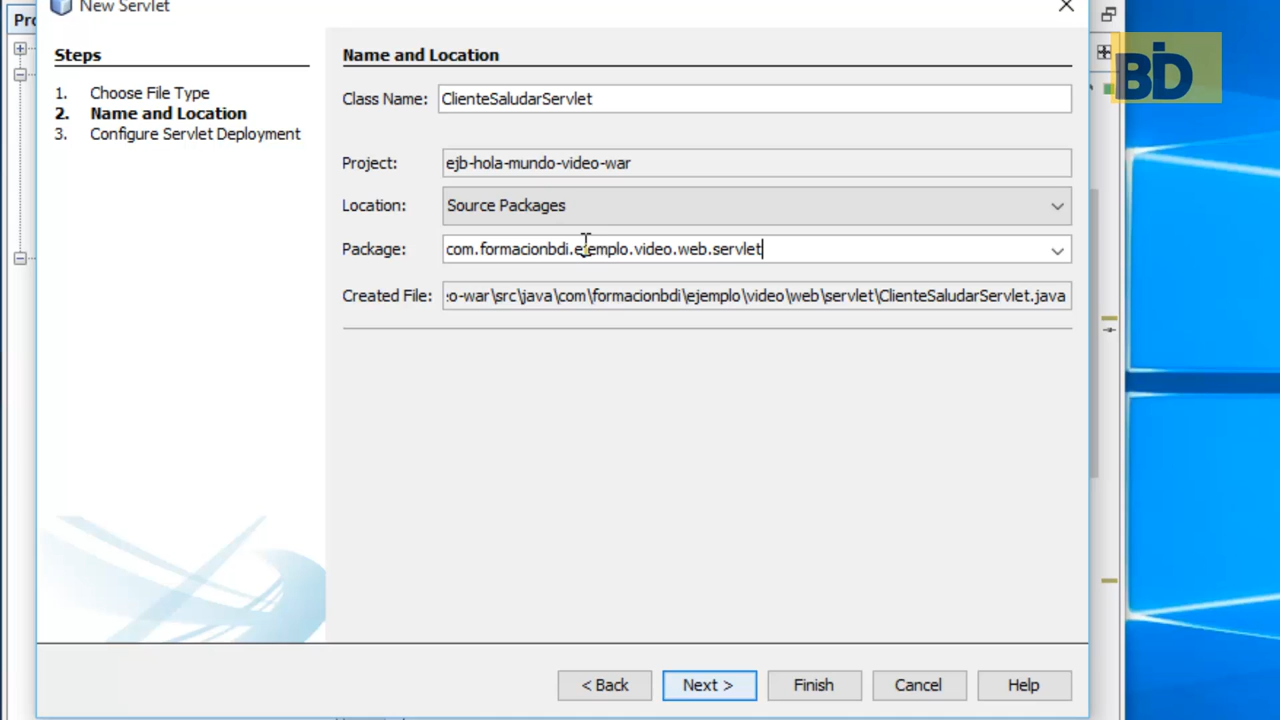 New Servlet
Steps
1. Choose File Type
2. Name and Location
3. Configure Servlet Deployment
Name and Location
Class Name: ClienteSaludarServlet
Project: ejb-hola-mundo-video-war
Location: Source Packages
Package: com.formacionbdi.ejemplo.video.web.servlet
Created File: :o-war\src\java\com\formacionbdi\ejemplo\video\web\servlet\ClienteSaludarServlet.java
< Back Next > Finish Cancel Help
Pro
BDI